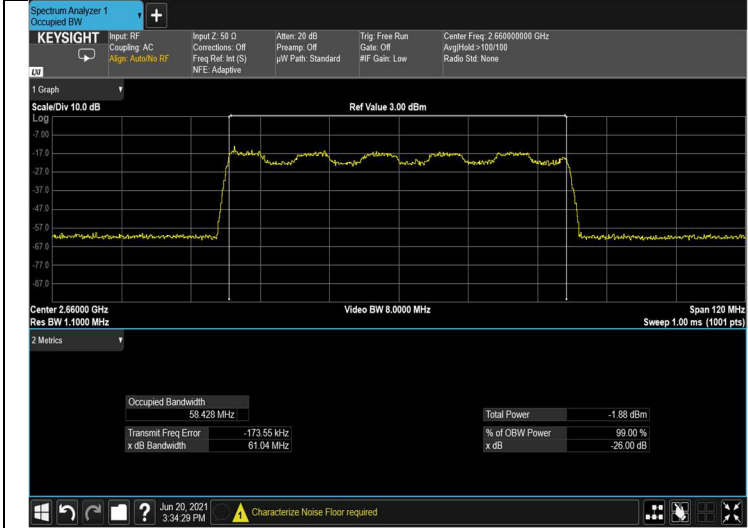 Spectrum Analyzer 1
Occupied BW
+
KEYSIGHT
LXI
Input: RF
Coupling: AC
Align: Auto/No RF
Input Z: 50 Ω
Corrections: Off
Freq Ref: Int (S)
NFE: Adaptive
Atten: 20 dB
Preamp: Off
µW Path: Standard
Trig: Free Run
Gate: Off
#IF Gain: Low
Center Freq: 2.660000000 GHz
Avg|Hold:>100/100
Radio Std: None
1 Graph
Scale/Div 10.0 dB
Ref Value 3.00 dBm
Log
-7.00
-17.0
-27.0
-37.0
-47.0
-57.0
-67.0
-77.0
-87.0
Center 2.66000 GHz
Video BW 8.0000 MHz
Span 120 MHz
Res BW 1.1000 MHz
Sweep 1.00 ms (1001 pts)
2 Metrics
Occupied Bandwidth
58.428 MHz
Total Power -1.88 dBm
Transmit Freq Error -173.55 kHz
% of OBW Power 99.00 %
x dB Bandwidth 61.04 MHz
x dB -26.00 dB
?
Jun 20, 2021
3:34:29 PM
1
Characterize Noise Floor required